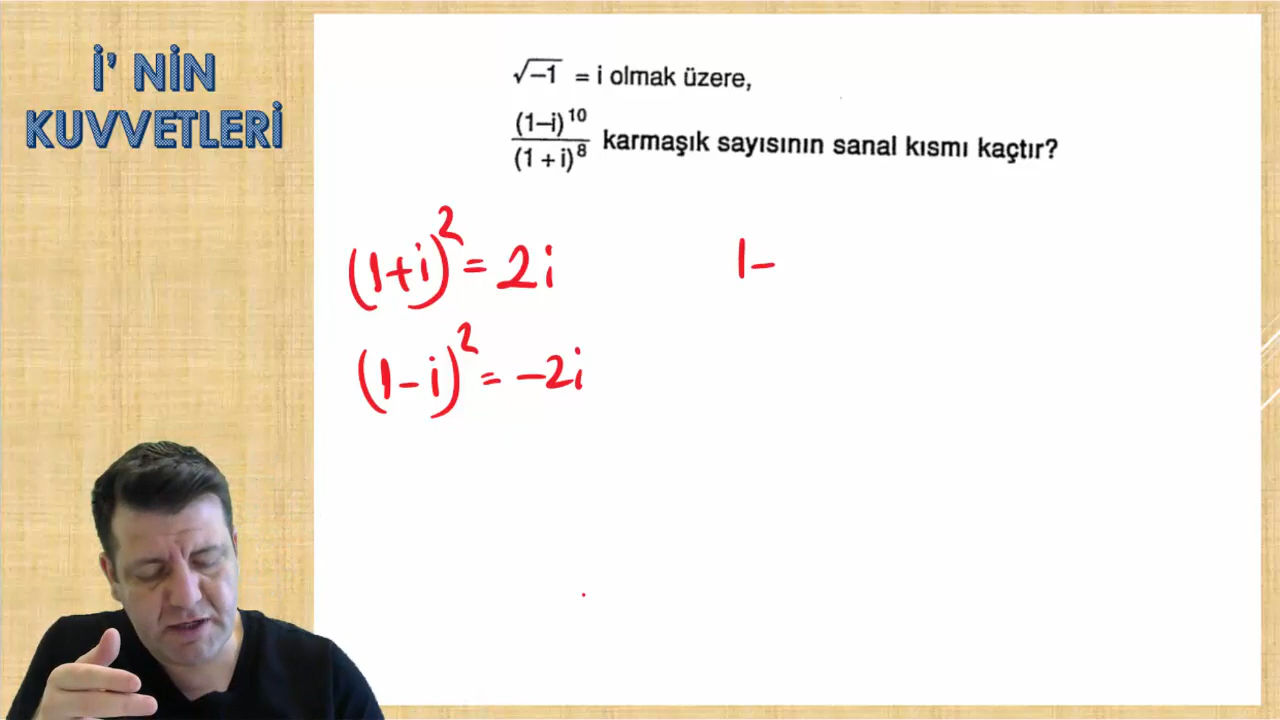 İ' NİN
KUVVETLERİ
√-1 = i olmak üzere,
(1–i)¹⁰ / (1 + i)⁸ karmaşık sayısının sanal kısmı kaçtır?
(1+i)² = 2i
1-
(1-i)² = -2i